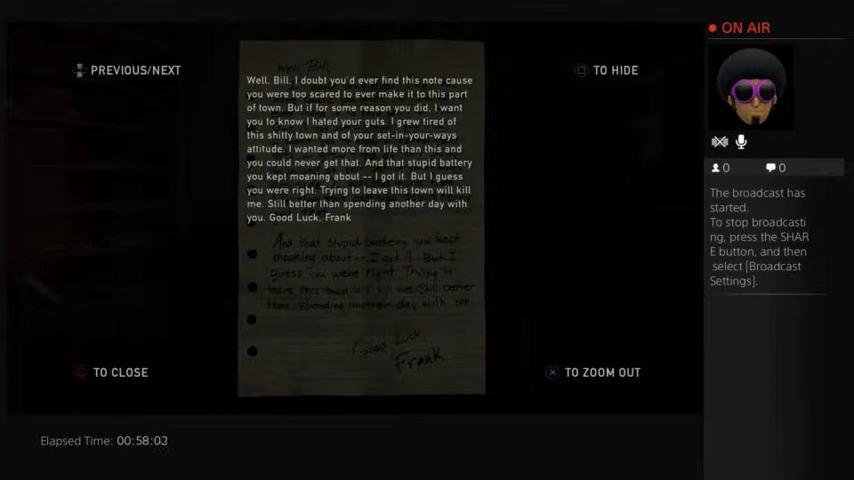 PREVIOUS/NEXT
TO HIDE
Well, Bill,
Well, Bill, I doubt you'd ever find this note cause
you were too scared to ever make it to this part
of town. But if for some reason you did, I want
you to know I hated your guts. I grew tired of
this shitty town and of your set-in-your-ways
attitude. I wanted more from life than this and
you could never get that. And that stupid battery
you kept moaning about -- I got it. But I guess
you were right. Trying to leave this town will kill
me. Still better than spending another day with
you. Good Luck, Frank
And that stupid battery you kept
moaning about -- I got it. But I
guess you were right. Trying to
leave this town will kill me. Still better
than spending another day with you.
Good Luck,
Frank
TO CLOSE
TO ZOOM OUT
Elapsed Time: 00:58:03
ON AIR
0
0
The broadcast has
started.
To stop broadcasti
ng, press the SHAR
E button, and then
select [Broadcast
Settings].